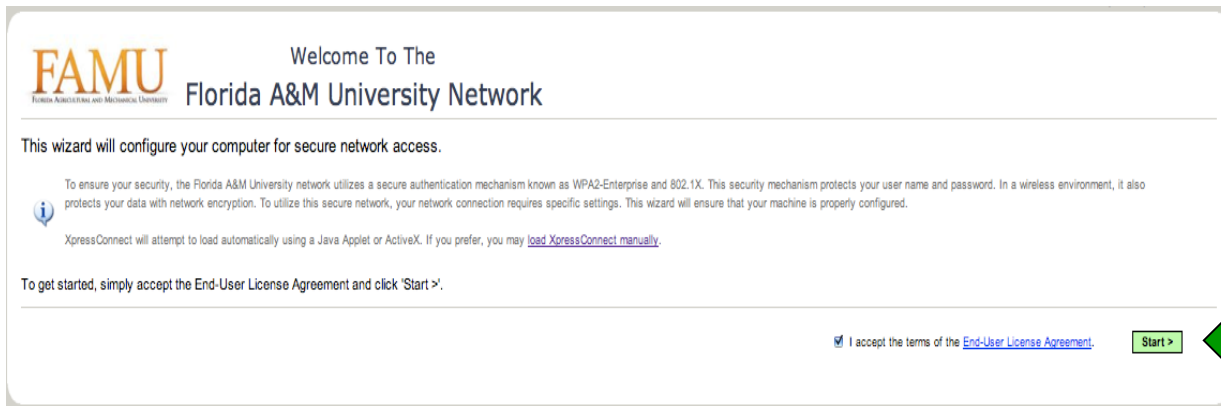 FAMU
FLORIDA AGRICULTURAL AND MECHANICAL UNIVERSITY
Welcome To The
Florida A&M University Network
This wizard will configure your computer for secure network access.
To ensure your security, the Florida A&M University network utilizes a secure authentication mechanism known as WPA2-Enterprise and 802.1X. This security mechanism protects your user name and password. In a wireless environment, it also
protects your data with network encryption. To utilize this secure network, your network connection requires specific settings. This wizard will ensure that your machine is properly configured.
XpressConnect will attempt to load automatically using a Java Applet or ActiveX. If you prefer, you may load XpressConnect manually.
To get started, simply accept the End-User License Agreement and click 'Start >'.
I accept the terms of the End-User License Agreement.
Start >